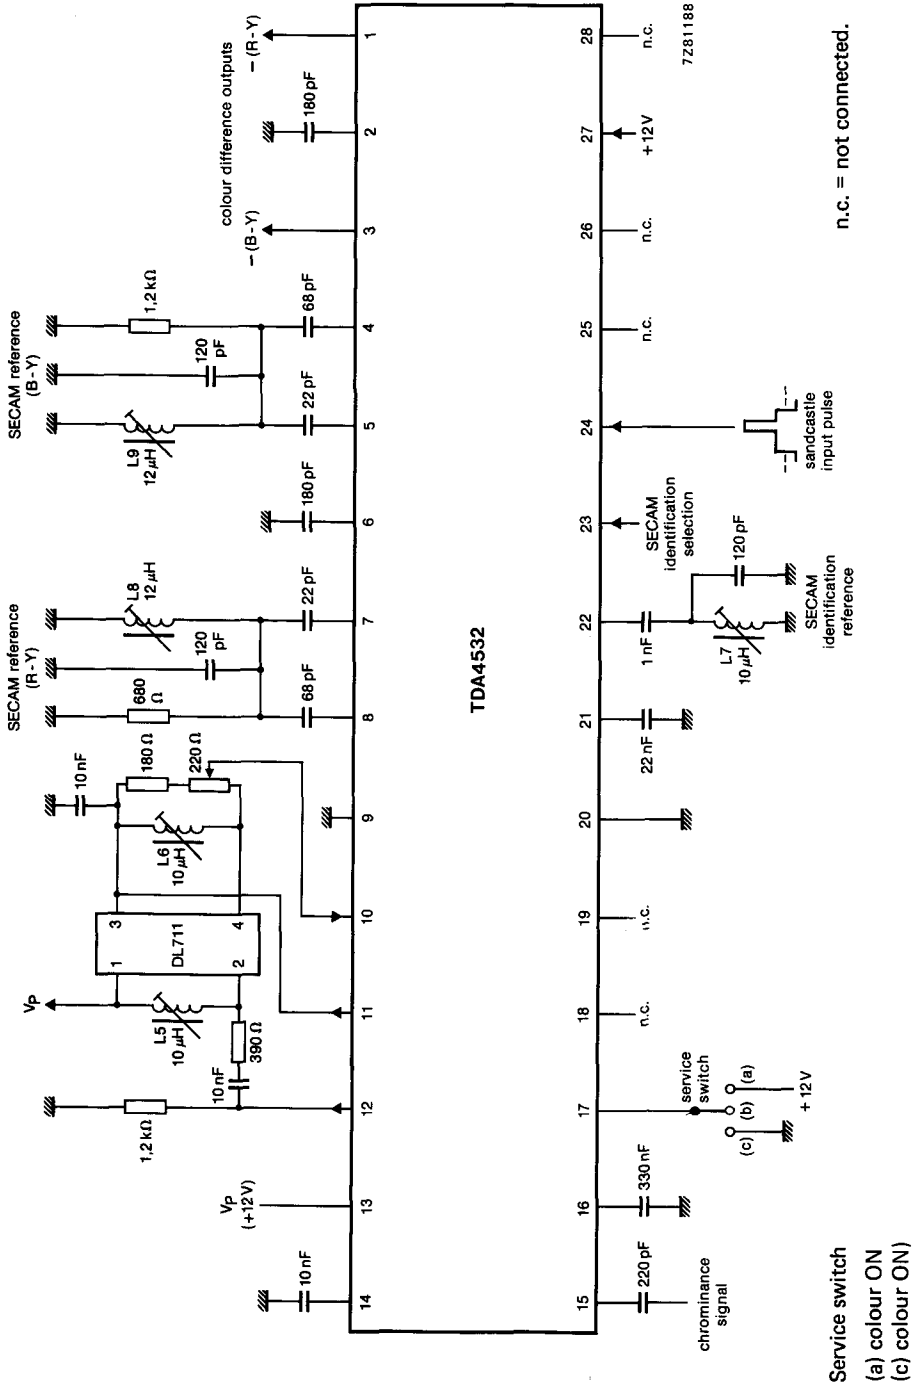 SECAM reference
(R - Y)
SECAM reference
(B - Y)
VP
10 nF
1,2 kΩ
L5
10 µH
10 nF
390 Ω
1
2
3
4
DL711
L6
10 µH
180 Ω
220 Ω
680
Ω
120
pF
L8
12 µH
68 pF
22 pF
180 pF
L9
12 µH
120
pF
1,2 kΩ
22 pF
68 pF
colour difference outputs
–(B-Y)
180 pF
–(R-Y)
VP
(+12V)
10 nF
14
13
12
11
10
9
8
7
6
5
4
3
2
1
TDA4532
15
16
17
18
19
20
21
22
23
24
25
26
27
28
220 pF
chrominance
signal
330 nF
service
switch
(c)
(b)
(a)
+ 12 V
n.c.
n.c.
22 nF
1 nF
L7
10 µH
120 pF
SECAM
identification
reference
SECAM
identification
selection
sandcastle
input pulse
n.c.
n.c.
+12 V
n.c.
7Z81188
Service switch
(a) colour ON
(c) colour ON)
n.c. = not connected.